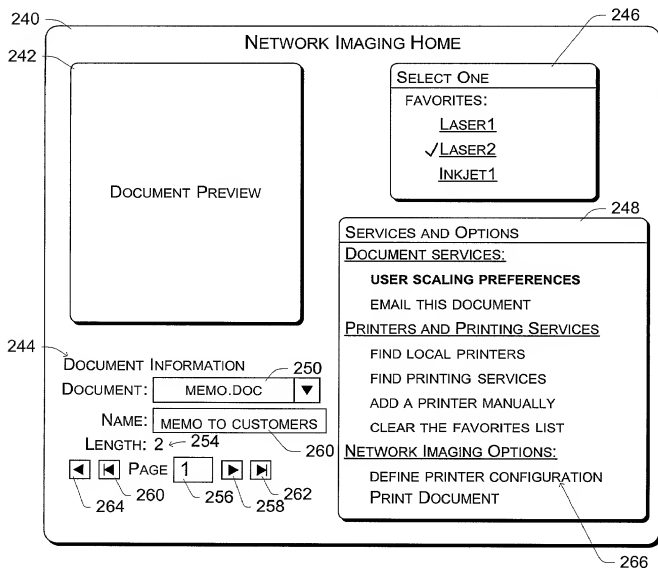 240
NETWORK IMAGING HOME
246
242
SELECT ONE
FAVORITES:
LASER1
✓LASER2
INKJET1
DOCUMENT PREVIEW
248
SERVICES AND OPTIONS
DOCUMENT SERVICES:
USER SCALING PREFERENCES
EMAIL THIS DOCUMENT
PRINTERS AND PRINTING SERVICES
FIND LOCAL PRINTERS
FIND PRINTING SERVICES
ADD A PRINTER MANUALLY
CLEAR THE FAVORITES LIST
NETWORK IMAGING OPTIONS:
DEFINE PRINTER CONFIGURATION
PRINT DOCUMENT
266
244
DOCUMENT INFORMATION
250
DOCUMENT: MEMO.DOC
NAME: MEMO TO CUSTOMERS
LENGTH: 2 254
260
PAGE 1
264 260 256 258 262